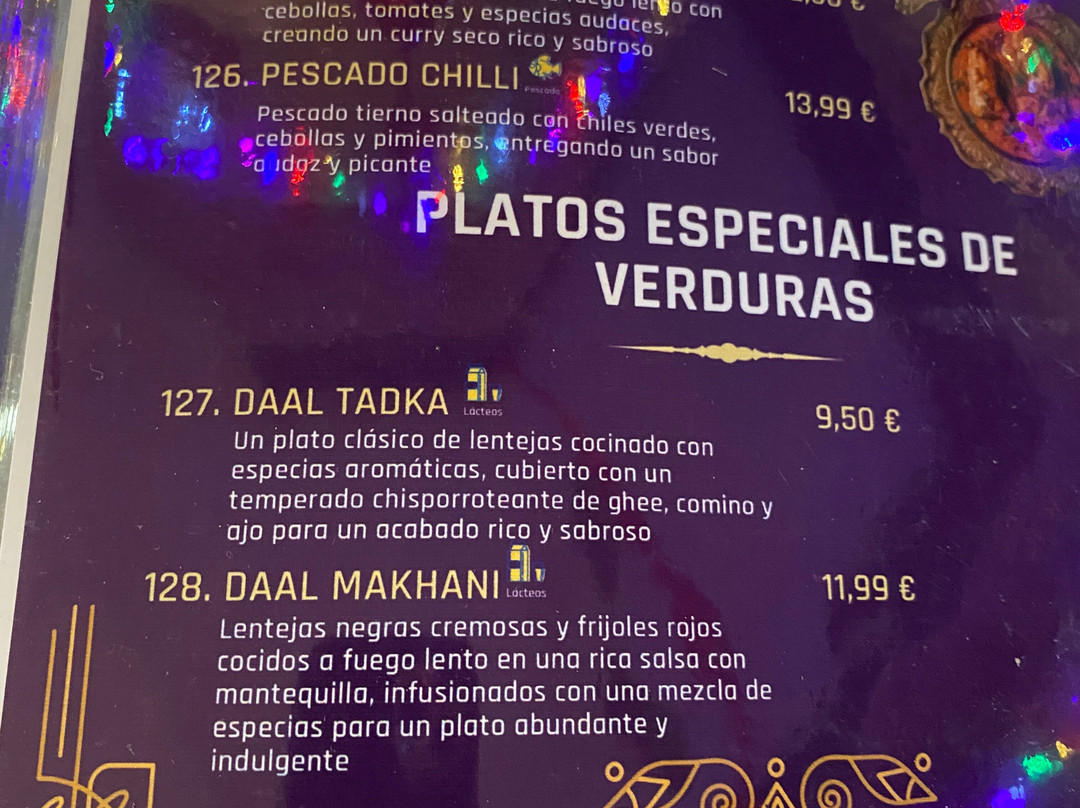 lento con
cebollas, tomates y especias audaces,
creando un curry seco rico y sabroso
126. PESCADO CHILLI
Pescado
13,99 €
Pescado tierno salteado con chiles verdes,
cebollas y pimientos, entregando un sabor
audaz y picante
PLATOS ESPECIALES DE
VERDURAS
127. DAAL TADKA
Lácteos
9,50 €
Un plato clásico de lentejas cocinado con
especias aromáticas, cubierto con un
temperado chisporroteante de ghee, comino y
ajo para un acabado rico y sabroso
128. DAAL MAKHANI
Lácteos
11,99 €
Lentejas negras cremosas y frijoles rojos
cocidos a fuego lento en una rica salsa con
mantequilla, infusionados con una mezcla de
especias para un plato abundante y
indulgente